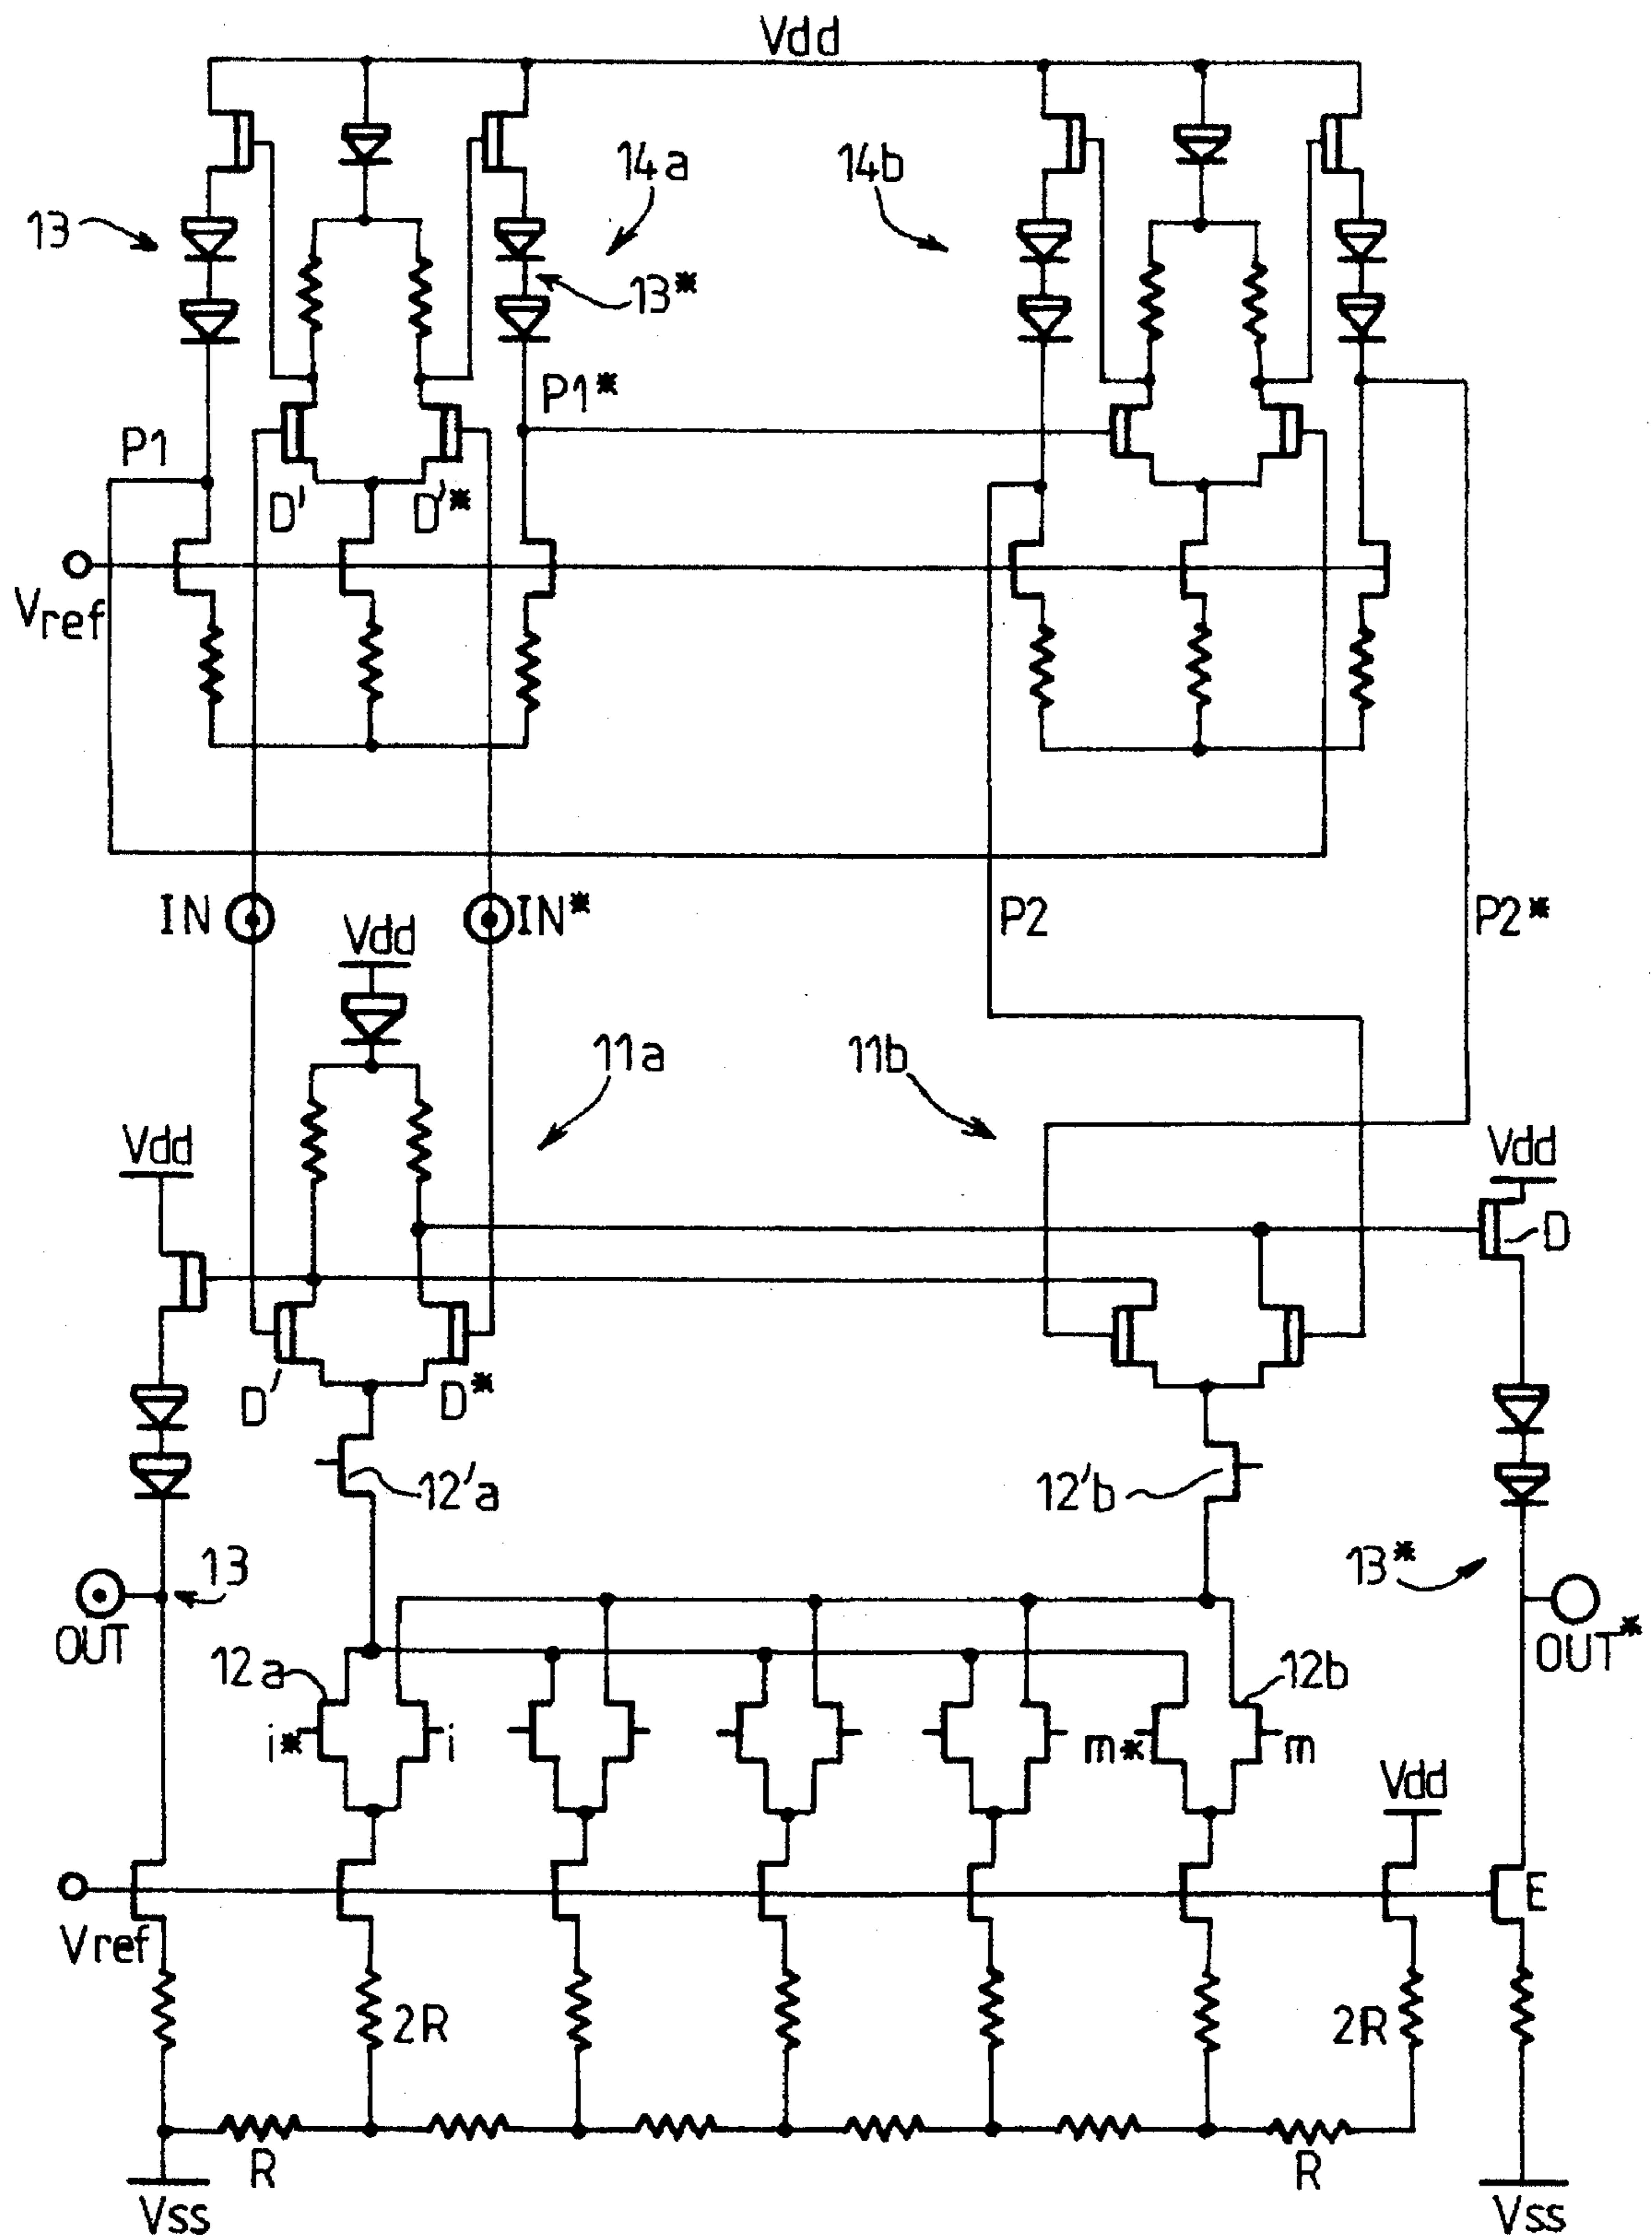 Vdd
14a
14b
13
13*
P1*
P1
D'
D'*
Vref
IN
IN*
P2
P2*
Vdd
11a
11b
Vdd
Vdd
D
D'
D*
12'a
12'b
13
13*
OUT
OUT*
12a
12b
i*
i
m*
m
Vdd
E
Vref
2R
2R
R
R
Vss
Vss